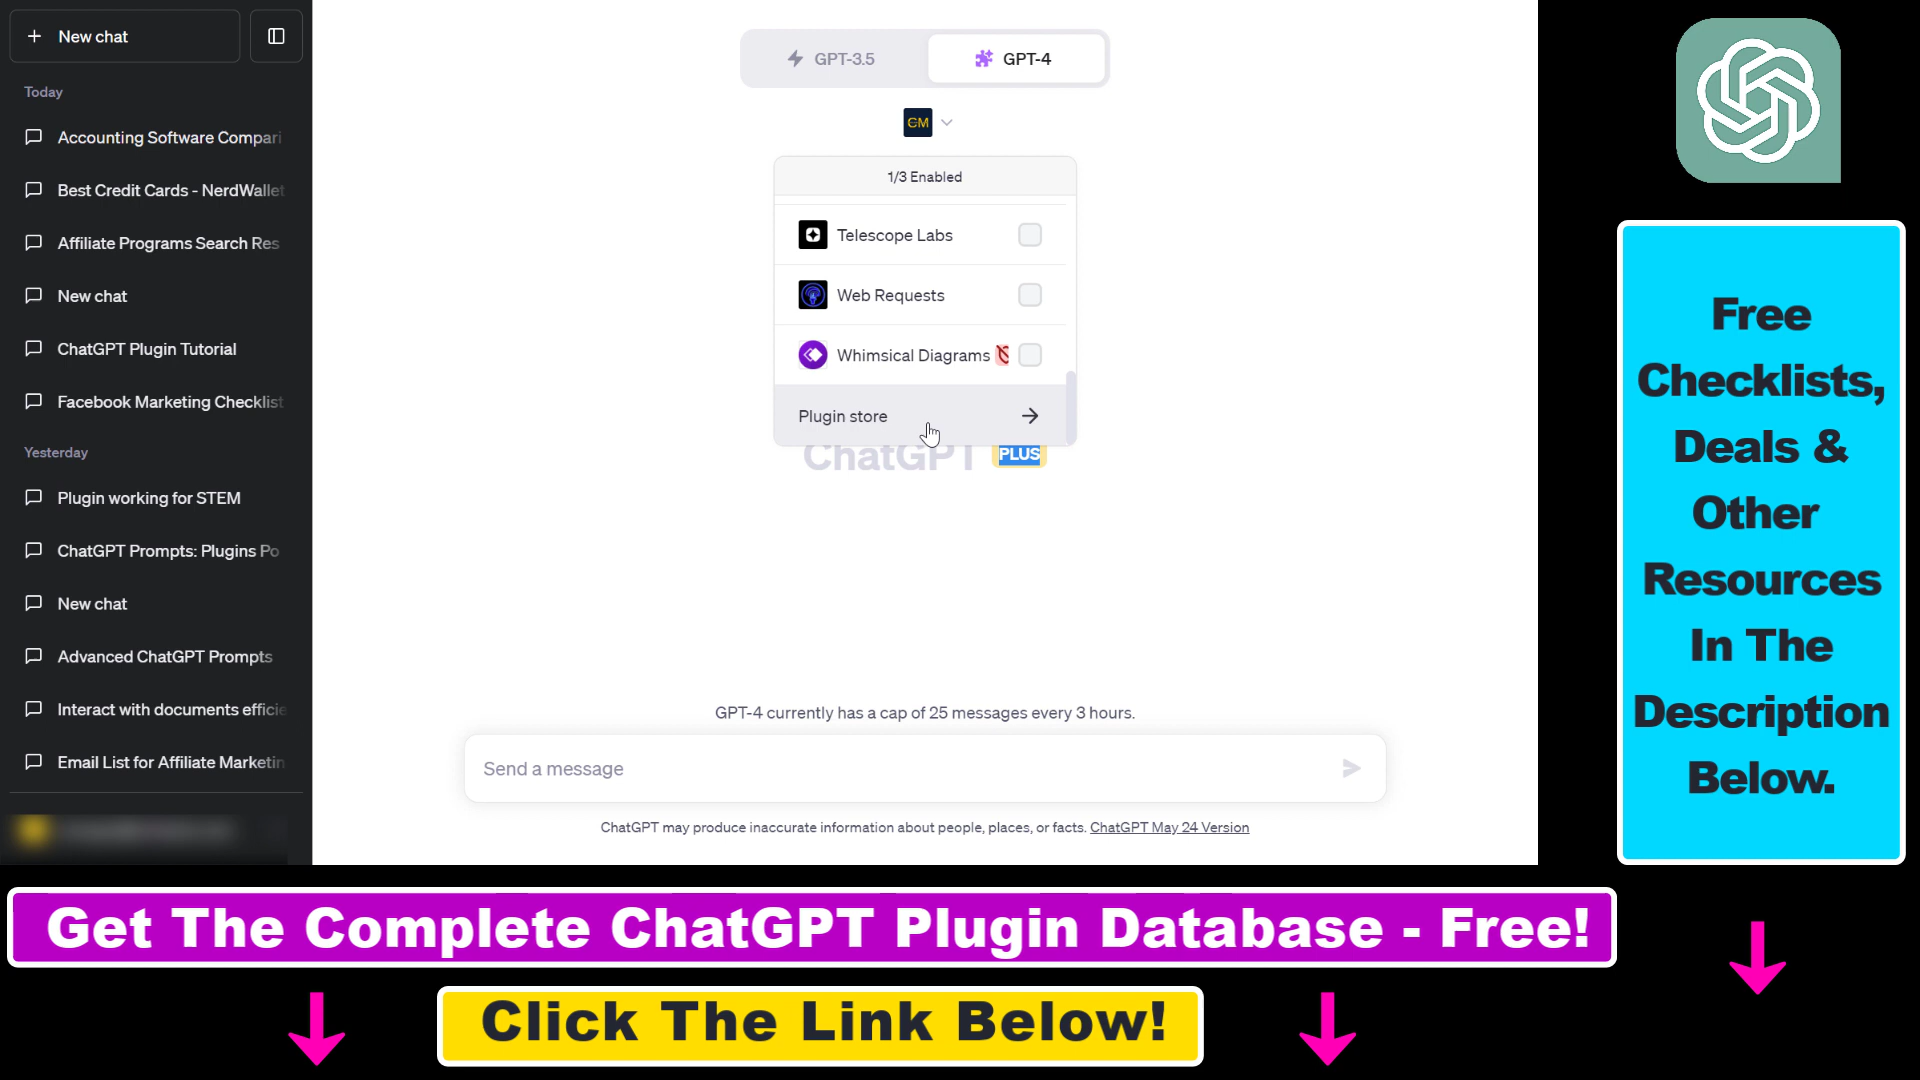 New chat
Today
Accounting Software Compari
Best Credit Cards - NerdWallet
Affiliate Programs Search Res
New chat
ChatGPT Plugin Tutorial
Facebook Marketing Checklist
Yesterday
Plugin working for STEM
ChatGPT Prompts: Plugins Po
New chat
Advanced ChatGPT Prompts
Interact with documents efficie
Email List for Affiliate Marketin
GPT-3.5
GPT-4
GM
1/3 Enabled
Telescope Labs
Web Requests
Whimsical Diagrams
Plugin store
ChatGPT PLUS
GPT-4 currently has a cap of 25 messages every 3 hours.
Send a message
ChatGPT may produce inaccurate information about people, places, or facts. ChatGPT May 24 Version
Free
Checklists,
Deals &
Other
Resources
In The
Description
Below.
Get The Complete ChatGPT Plugin Database - Free!
Click The Link Below!